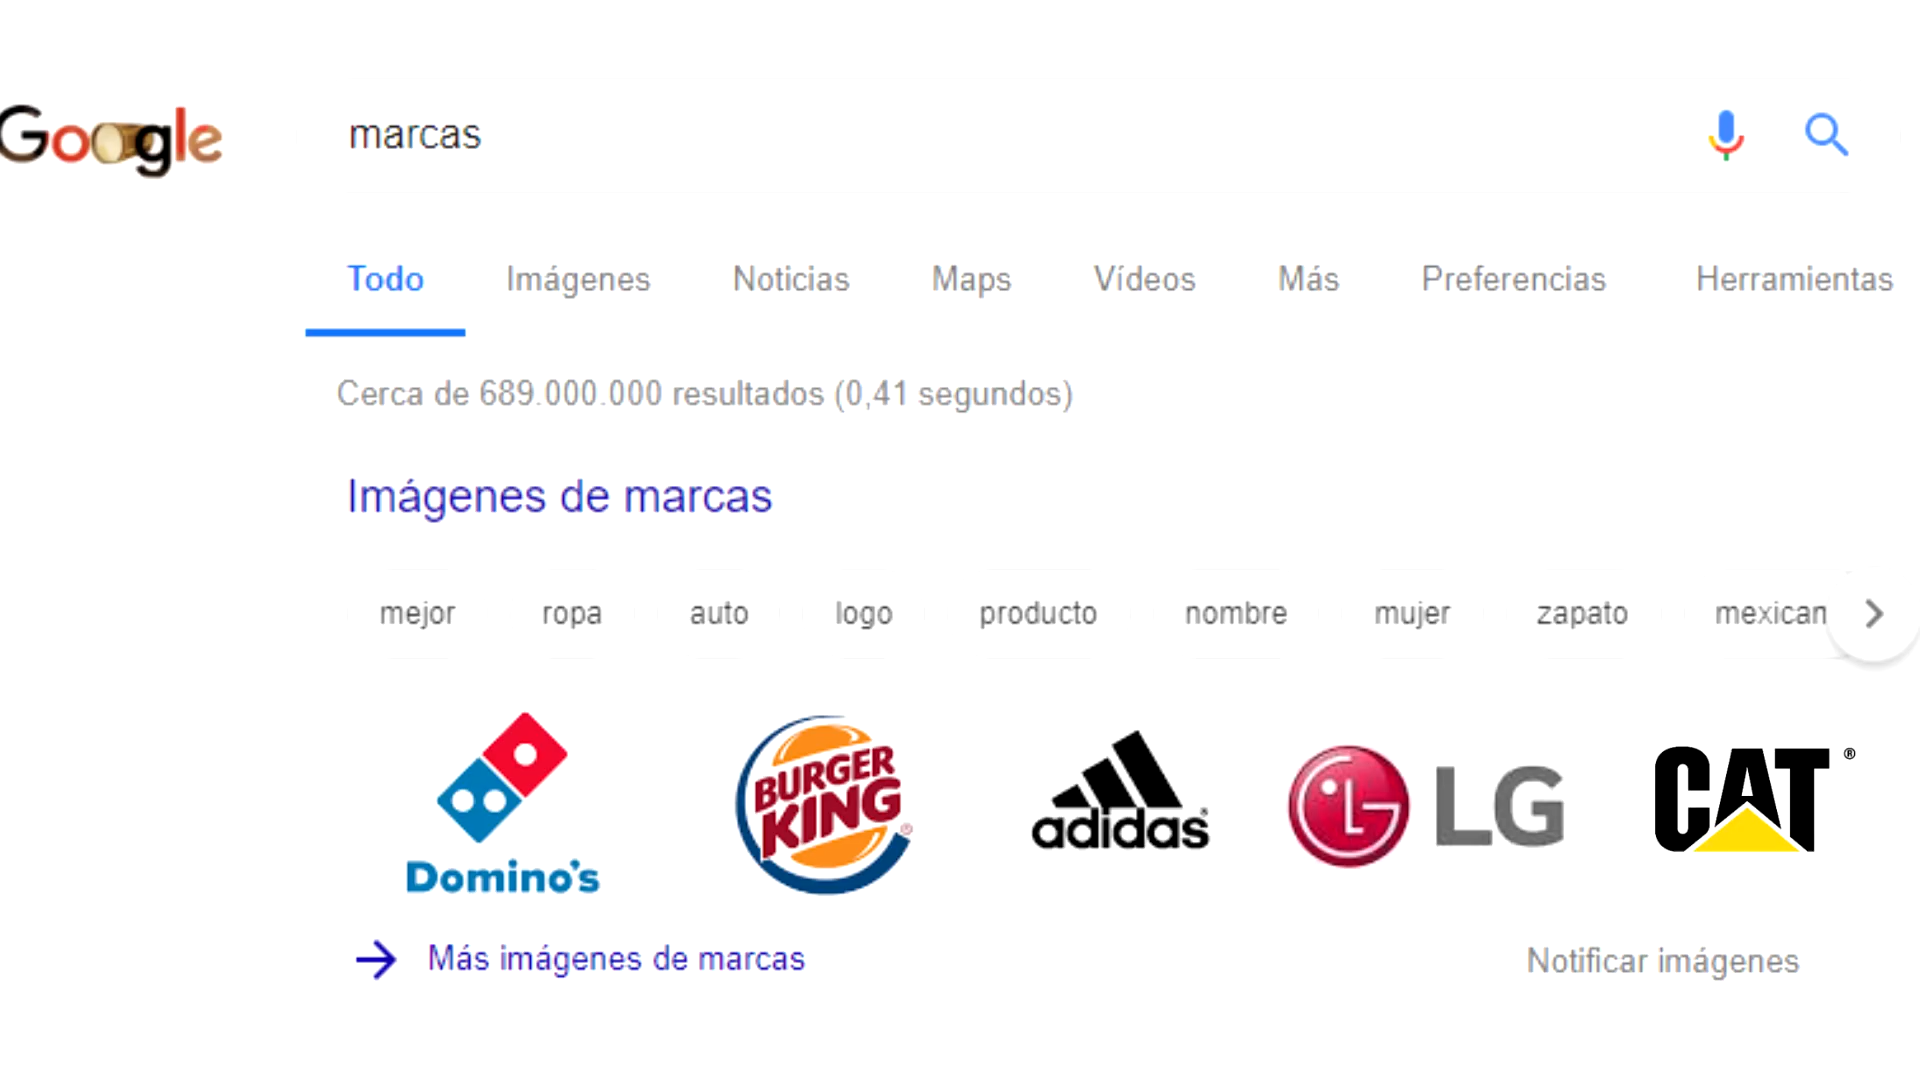 Google marcas
Todo Imágenes Noticias Maps Vídeos Más Preferencias Herramientas
Cerca de 689.000.000 resultados (0,41 segundos)
Imágenes de marcas
mejor ropa auto logo producto nombre mujer zapato mexican
Domino's
BURGER
KING®
adidas
LG LG
CAT®
Más imágenes de marcas Notificar imágenes